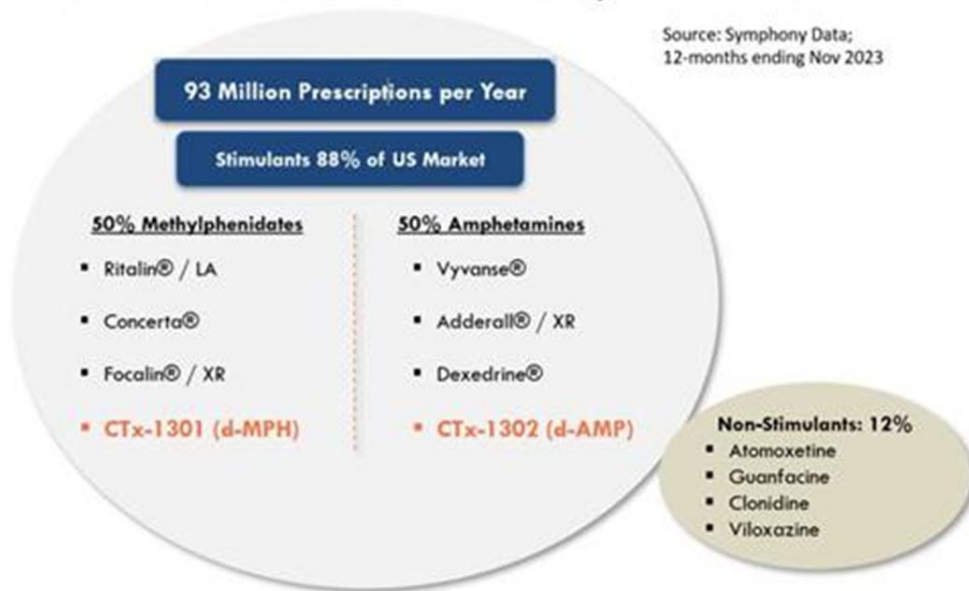 Source: Symphony Data;
12-months ending Nov 2023
93 Million Prescriptions per Year
Stimulants 88% of US Market
50% Methylphenidates
▪ Ritalin® / LA
▪ Concerta®
▪ Focalin® / XR
▪ CTx-1301 (d-MPH)
50% Amphetamines
▪ Vyvanse®
▪ Adderall® / XR
▪ Dexedrine®
▪ CTx-1302 (d-AMP)
Non-Stimulants: 12%
▪ Atomoxetine
▪ Guanfacine
▪ Clonidine
▪ Viloxazine